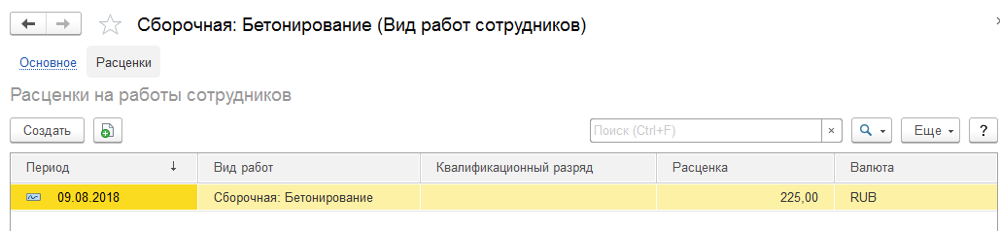 Сборочная: Бетонирование (Вид работ сотрудников)
Основное Расценки
Расценки на работы сотрудников
Создать Поиск (Ctrl+F) × Еще ?
Период ↓ Вид работ Квалификационный разряд Расценка Валюта
09.08.2018 Сборочная: Бетонирование 225,00 RUB